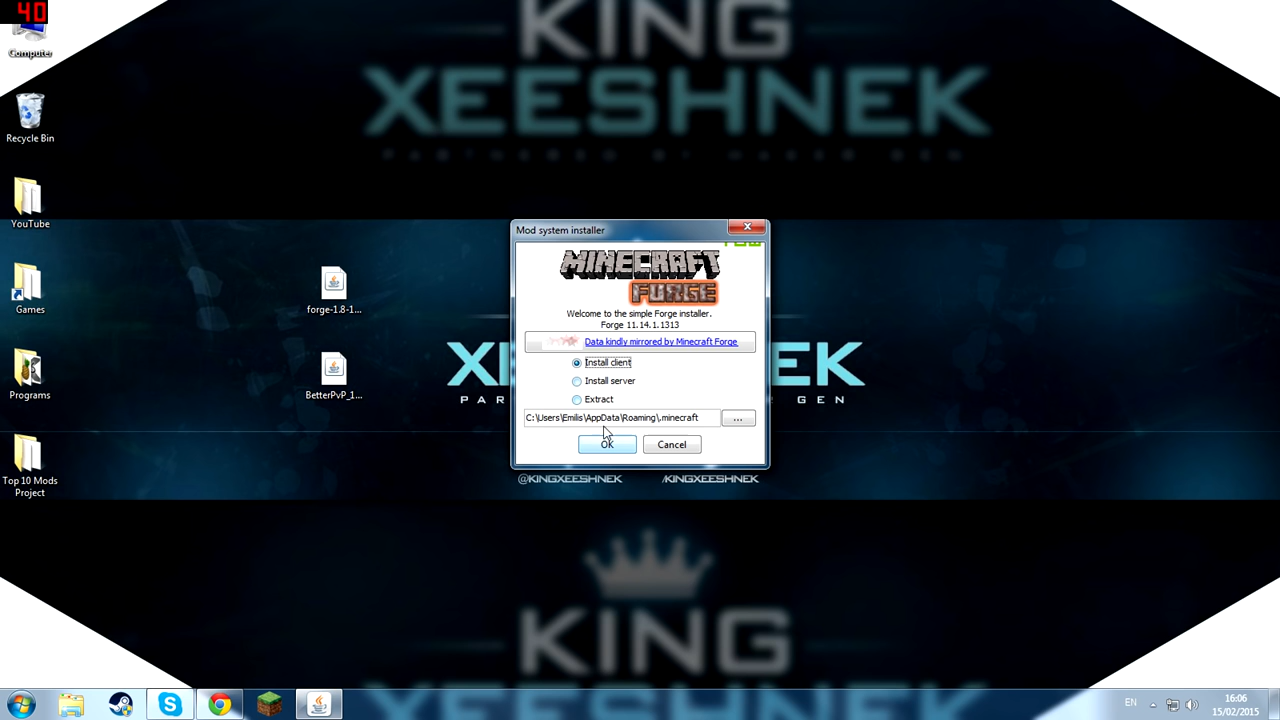 40
KING
XEESHNEK
Computer
Recycle Bin
YouTube
Games
Programs
Top 10 Mods
Project
forge-1.8-1...
BetterPvP_1...
Mod system installer
MINECRAFT
FORGE
Welcome to the simple Forge installer.
Forge 11.14.1.1313
Data kindly mirrored by Minecraft Forge
Install client
Install server
Extract
C:\Users\Emilis\AppData\Roaming\.minecraft
...
OK
Cancel
@KINGXEESHNEK
/KINGXEESHNEK
KING
EN
16:06
15/02/2015